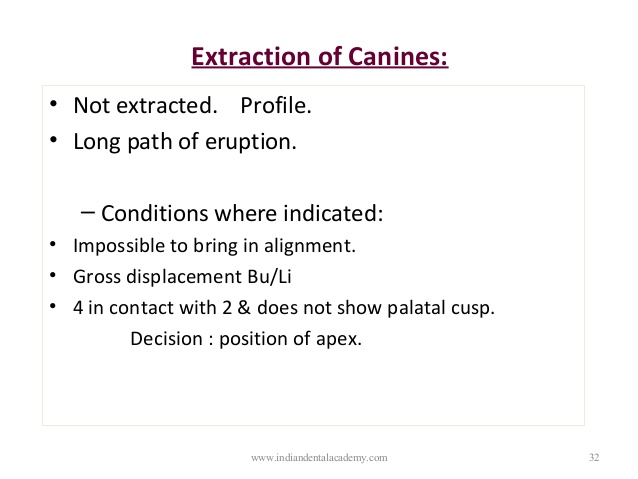 Extraction of Canines:
• Not extracted. Profile.
• Long path of eruption.
– Conditions where indicated:
• Impossible to bring in alignment.
• Gross displacement Bu/Li
• 4 in contact with 2 & does not show palatal cusp.
Decision : position of apex.
www.indiandentalacademy.com 32